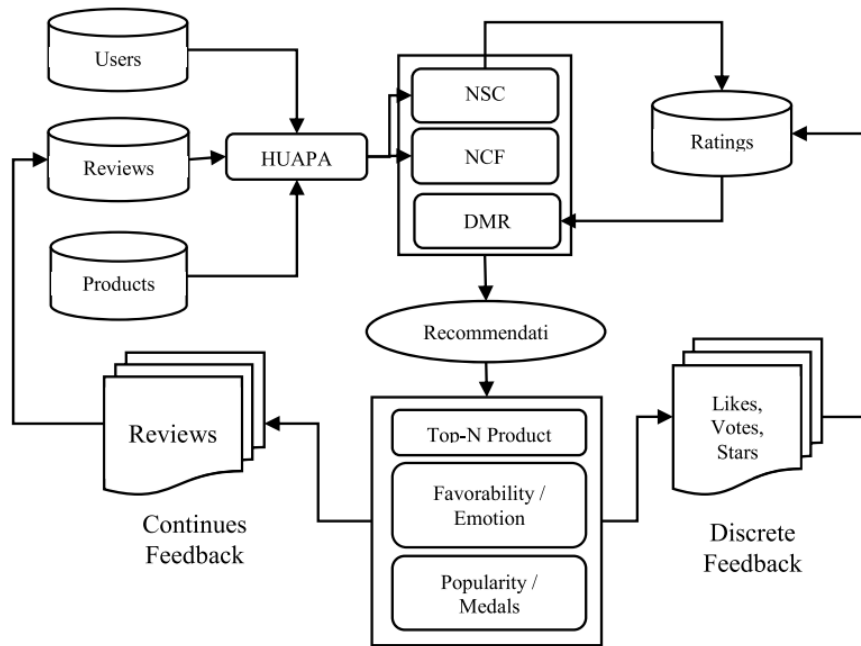 Users
NSC
Ratings
Reviews
HUAPA
NCF
DMR
Products
Recommendati
Top-N Product
Likes,
Votes,
Stars
Reviews
Favorability /
Emotion
Continues
Feedback
Discrete
Feedback
Popularity /
Medals